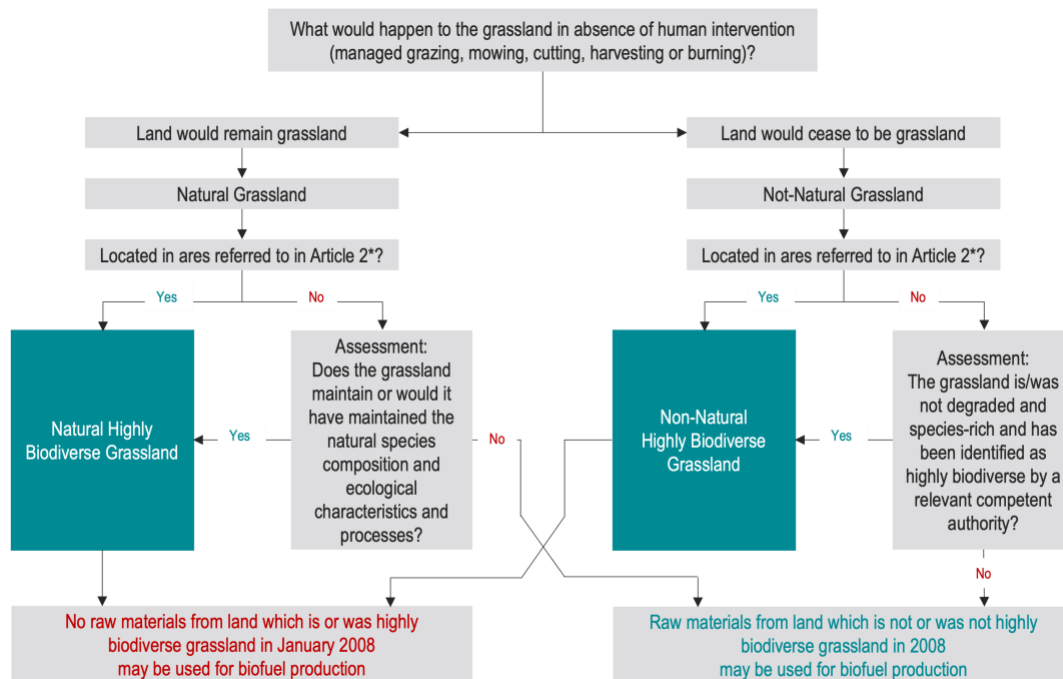 What would happen to the grassland in absence of human intervention
(managed grazing, mowing, cutting, harvesting or burning)?
Land would remain grassland
Land would cease to be grassland
Natural Grassland
Not-Natural Grassland
Located in ares referred to in Article 2*?
Located in ares referred to in Article 2*?
Yes
No
Yes
No
Natural Highly
Biodiverse Grassland
Yes
Assessment:
Does the grassland
maintain or would it
have maintained the
natural species
composition and
ecological
characteristics and
processes?
No
Non-Natural
Highly Biodiverse
Grassland
Yes
Assessment:
The grassland is/was
not degraded and
species-rich and has
been identified as
highly biodiverse by a
relevant competent
authority?
No
No raw materials from land which is or was highly
biodiverse grassland in January 2008
may be used for biofuel production
Raw materials from land which is not or was not highly
biodiverse grassland in 2008
may be used for biofuel production